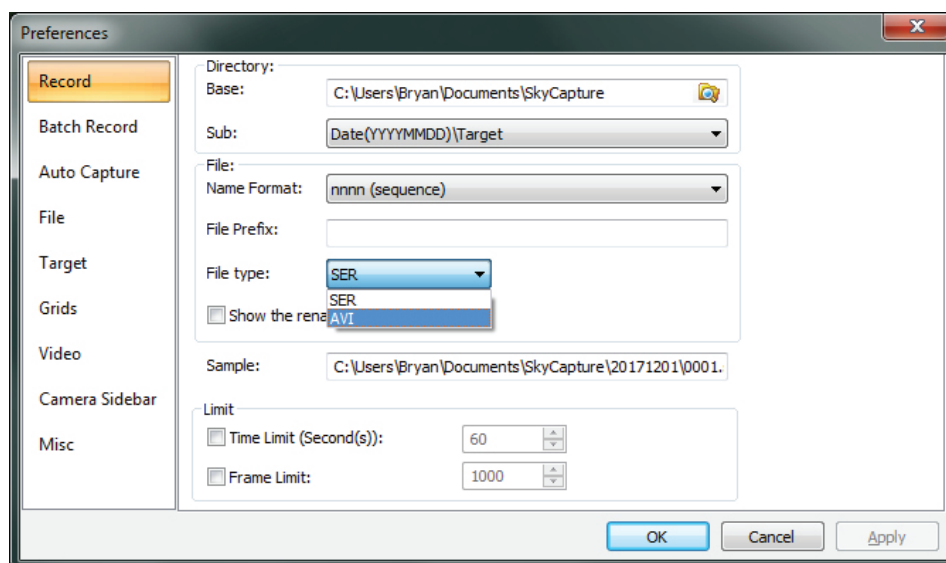 Preferences
Record
Batch Record
Auto Capture
File
Target
Grids
Video
Camera Sidebar
Misc
Directory:
Base: C:\Users\Bryan\Documents\SkyCapture
Sub: Date(YYYYMMDD)\Target
File:
Name Format: nnnn (sequence)
File Prefix:
File type: SER
SER
AVI
Show the rena
Sample: C:\Users\Bryan\Documents\SkyCapture\20171201\0001.
Limit
Time Limit (Second(s)): 60
Frame Limit: 1000
OK Cancel Apply